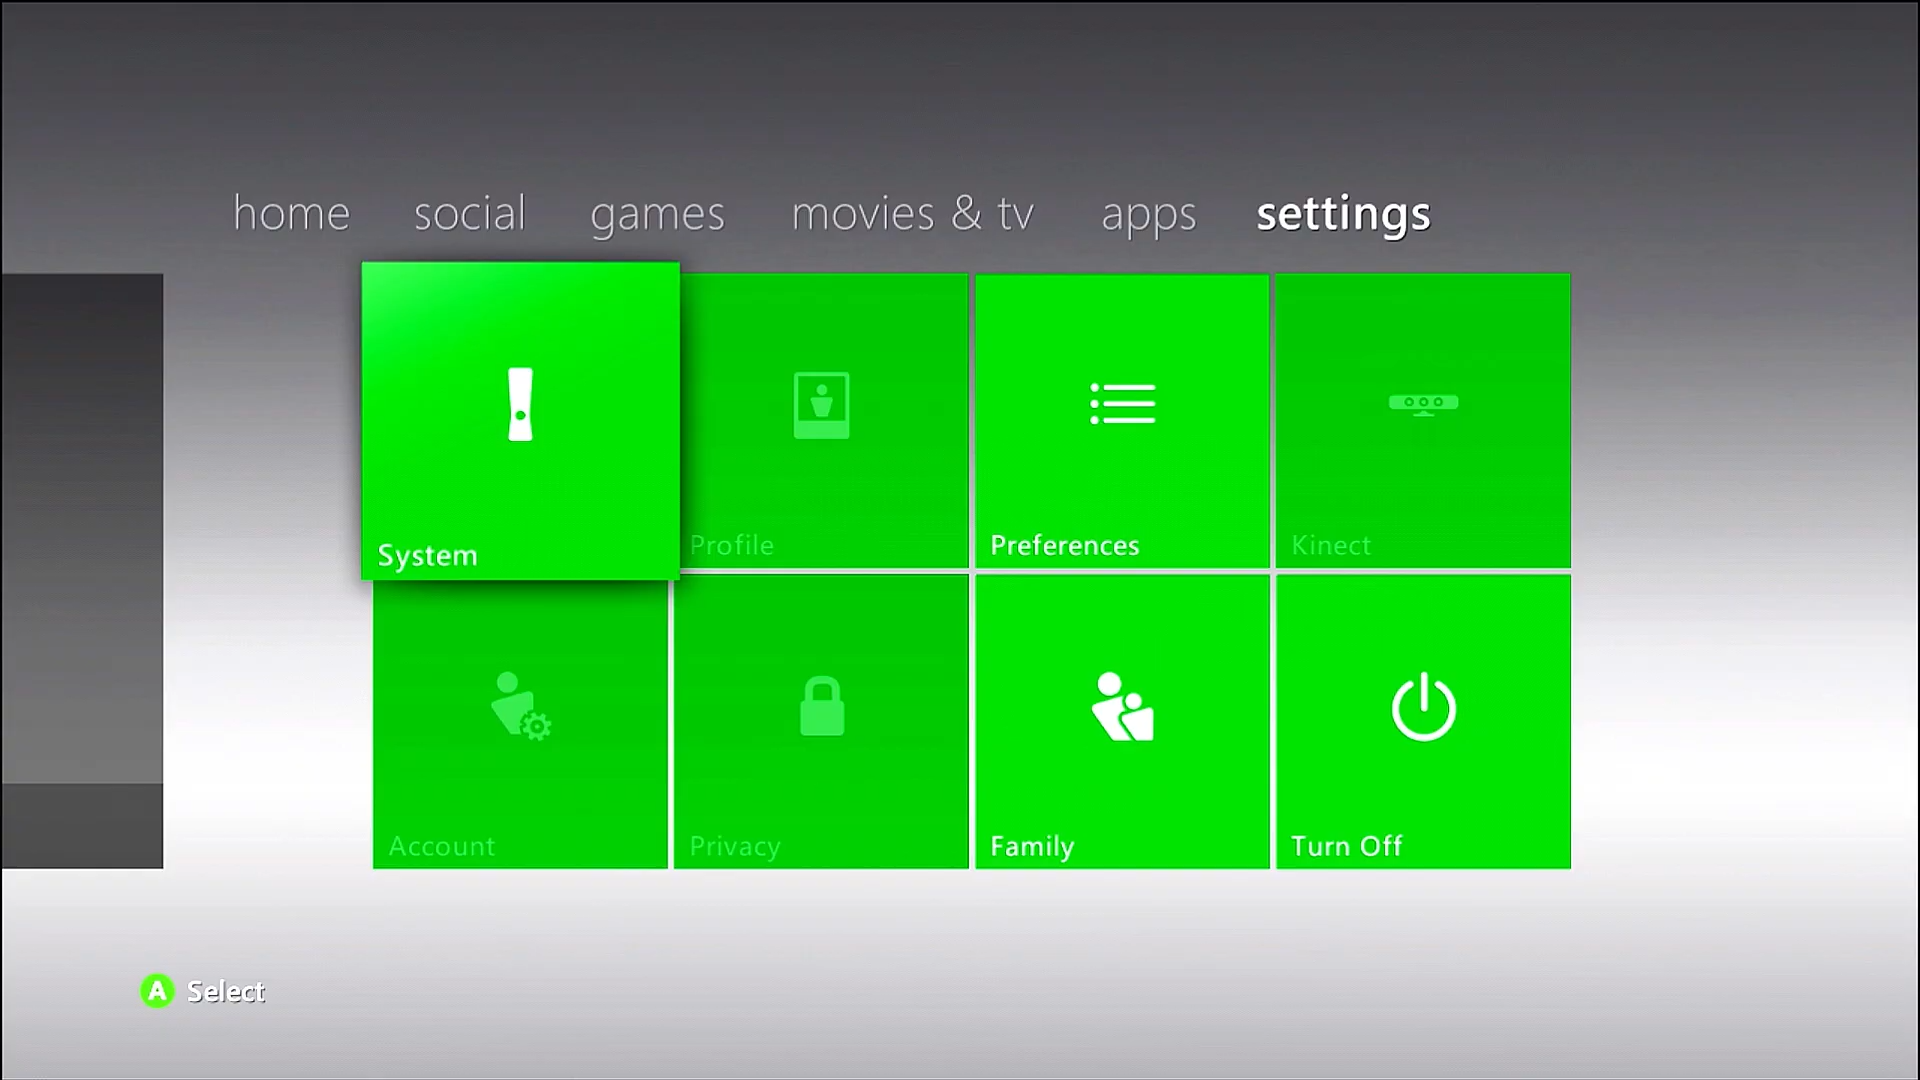 home social games movies & tv apps settings
System Profile Preferences Kinect
Account Privacy Family Turn Off
A Select